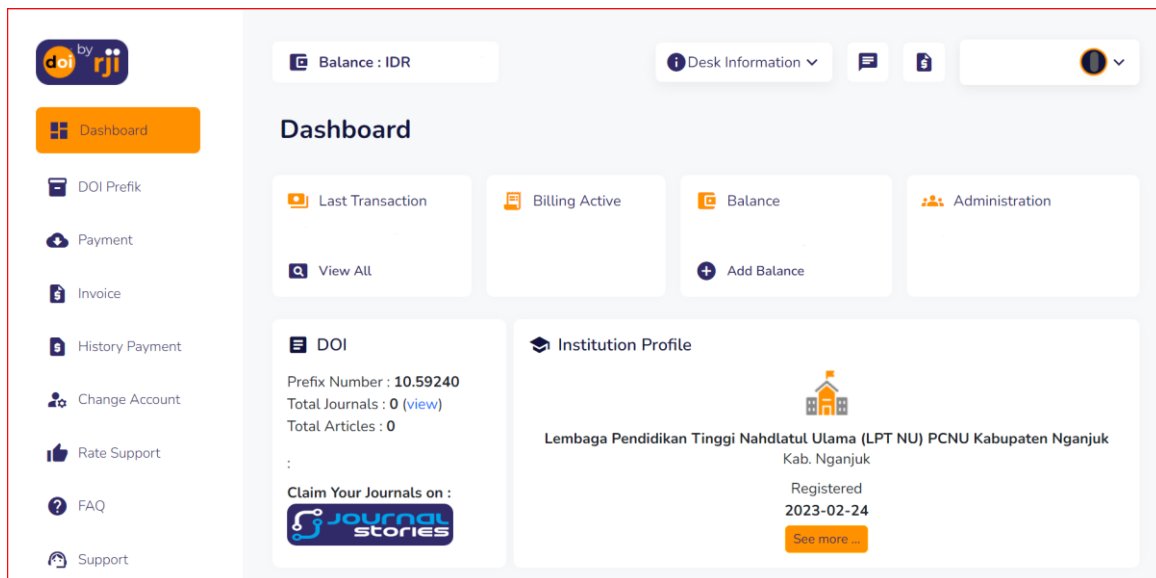 doi by rji
Balance : IDR
Desk Information
Dashboard
DOI Prefik
Payment
Invoice
History Payment
Change Account
Rate Support
FAQ
Support
Dashboard
Last Transaction
View All
Billing Active
Balance
Add Balance
Administration
DOI
Prefix Number : 10.59240
Total Journals : 0 (view)
Total Articles : 0
:
Claim Your Journals on :
JOURNAL
STORIES
Institution Profile
Lembaga Pendidikan Tinggi Nahdlatul Ulama (LPT NU) PCNU Kabupaten Nganjuk
Kab. Nganjuk
Registered
2023-02-24
See more ...